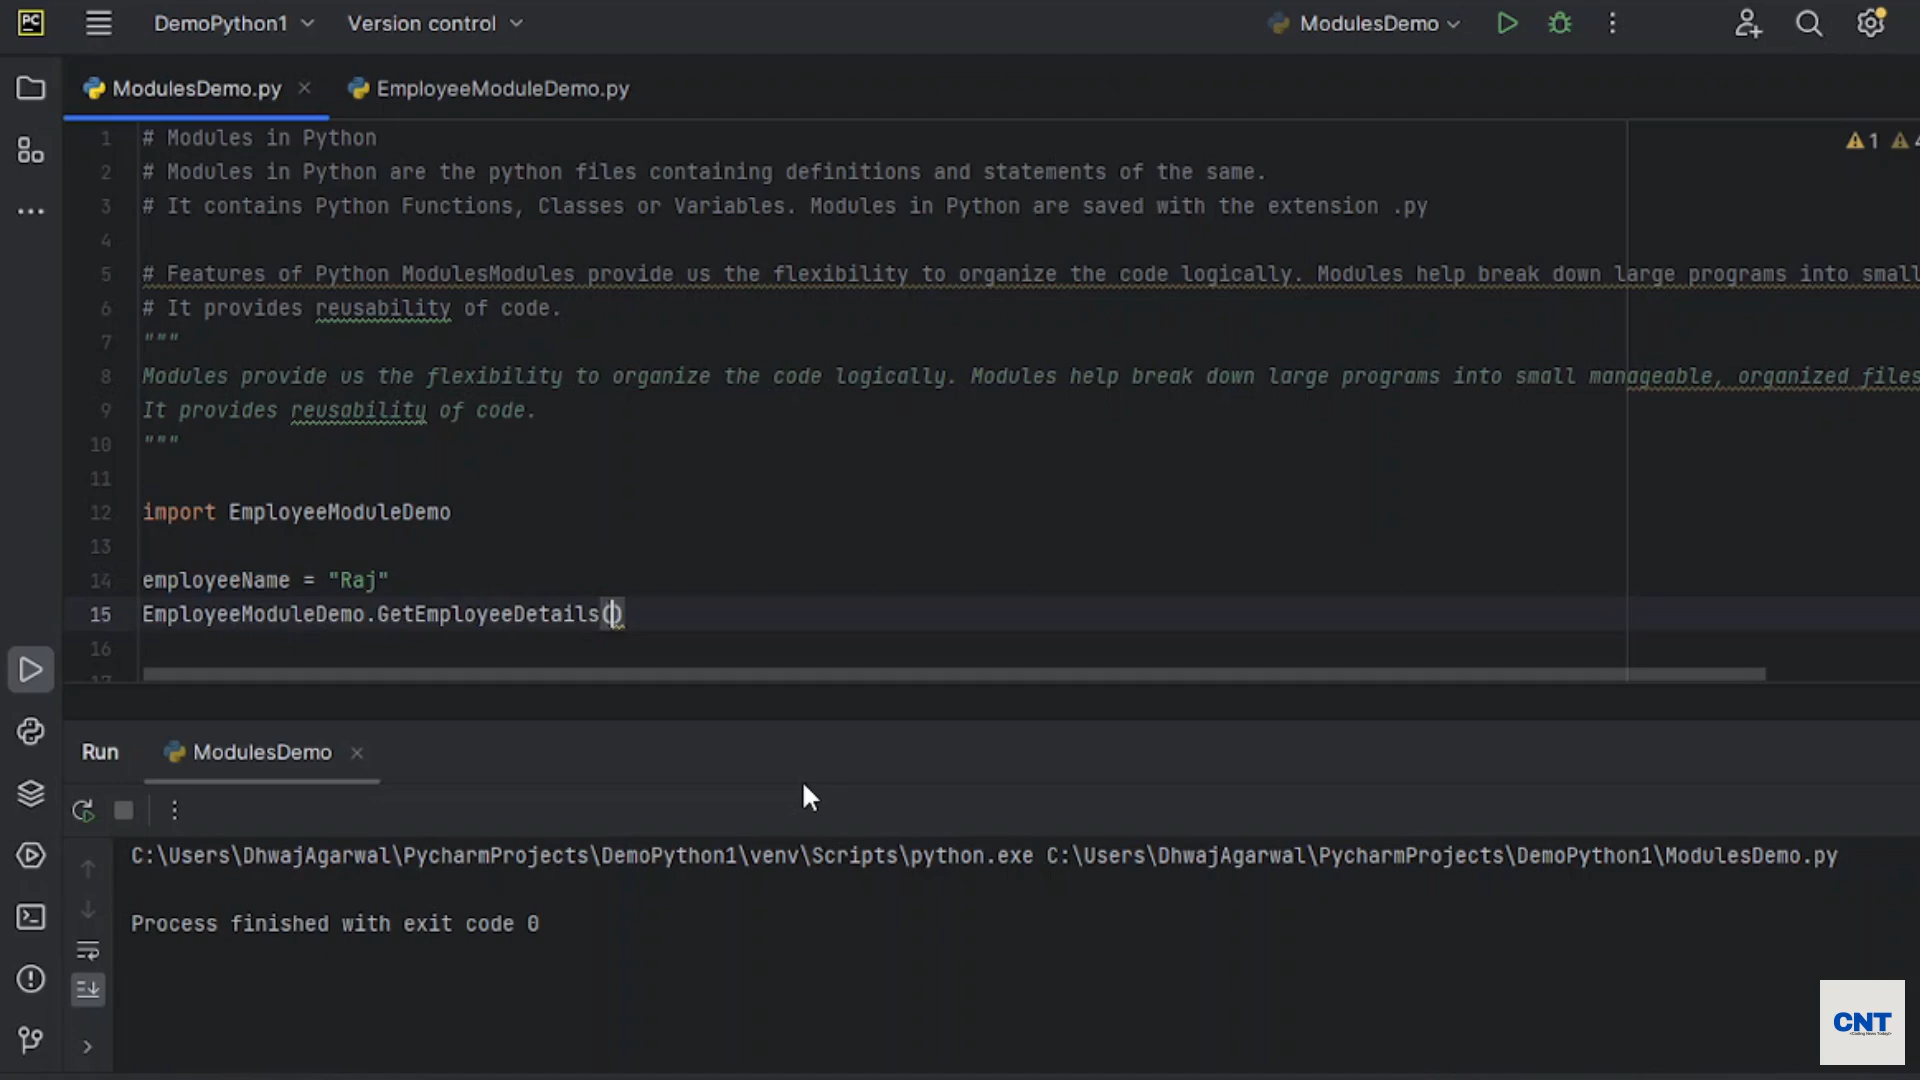 PC DemoPython1 Version control ModulesDemo
ModulesDemo.py EmployeeModuleDemo.py
1 # Modules in Python
1 4
2 # Modules in Python are the python files containing definitions and statements of the same.
3 # It contains Python Functions, Classes or Variables. Modules in Python are saved with the extension .py
4
5 # Features of Python ModulesModules provide us the flexibility to organize the code logically. Modules help break down large programs into small
6 # It provides reusability of code.
7 """
8 Modules provide us the flexibility to organize the code logically. Modules help break down large programs into small manageable, organized files
9 It provides reusability of code.
10 """
11
12 import EmployeeModuleDemo
13
14 employeeName = "Raj"
15 EmployeeModuleDemo.GetEmployeeDetails()
16
17
Run ModulesDemo
C:\Users\DhwajAgarwal\PycharmProjects\DemoPython1\venv\Scripts\python.exe C:\Users\DhwajAgarwal\PycharmProjects\DemoPython1\ModulesDemo.py
Process finished with exit code 0
CNT